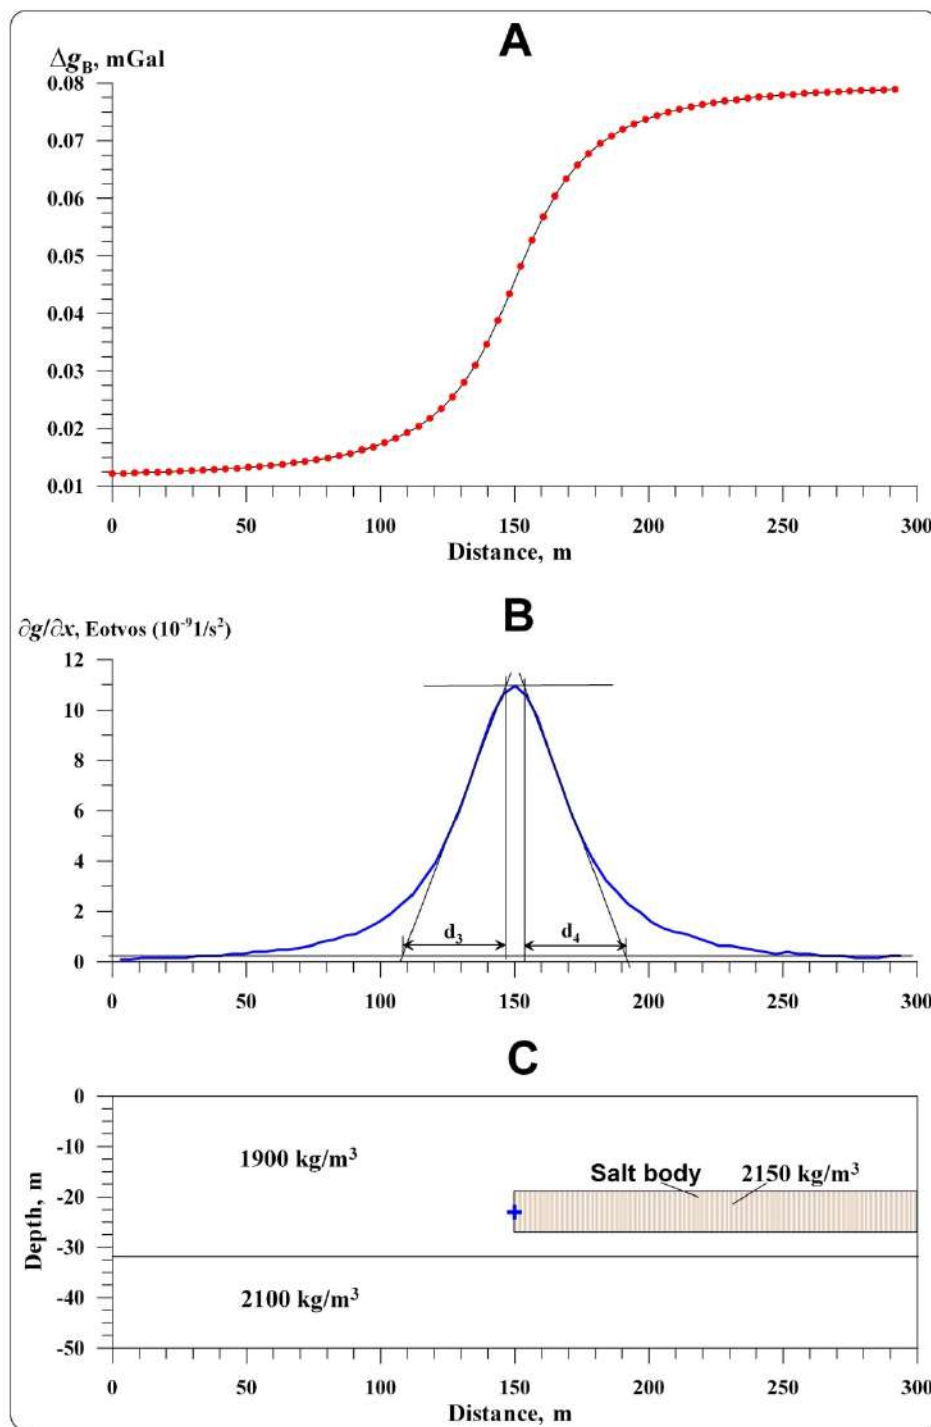 A
Δg_B, mGal
0.08
0.07
0.06
0.05
0.04
0.03
0.02
0.01
0 50 100 150 200 250 300
Distance, m
B
∂g/∂x, Eotvos (10⁻⁹1/s²)
12
10
8
6
4
2
0
d₃ d₄
0 50 100 150 200 250 300
C
Depth, m
0
-10
-20
-30
-40
-50
1900 kg/m³
Salt body 2150 kg/m³
2100 kg/m³
0 50 100 150 200 250 300
Distance, m